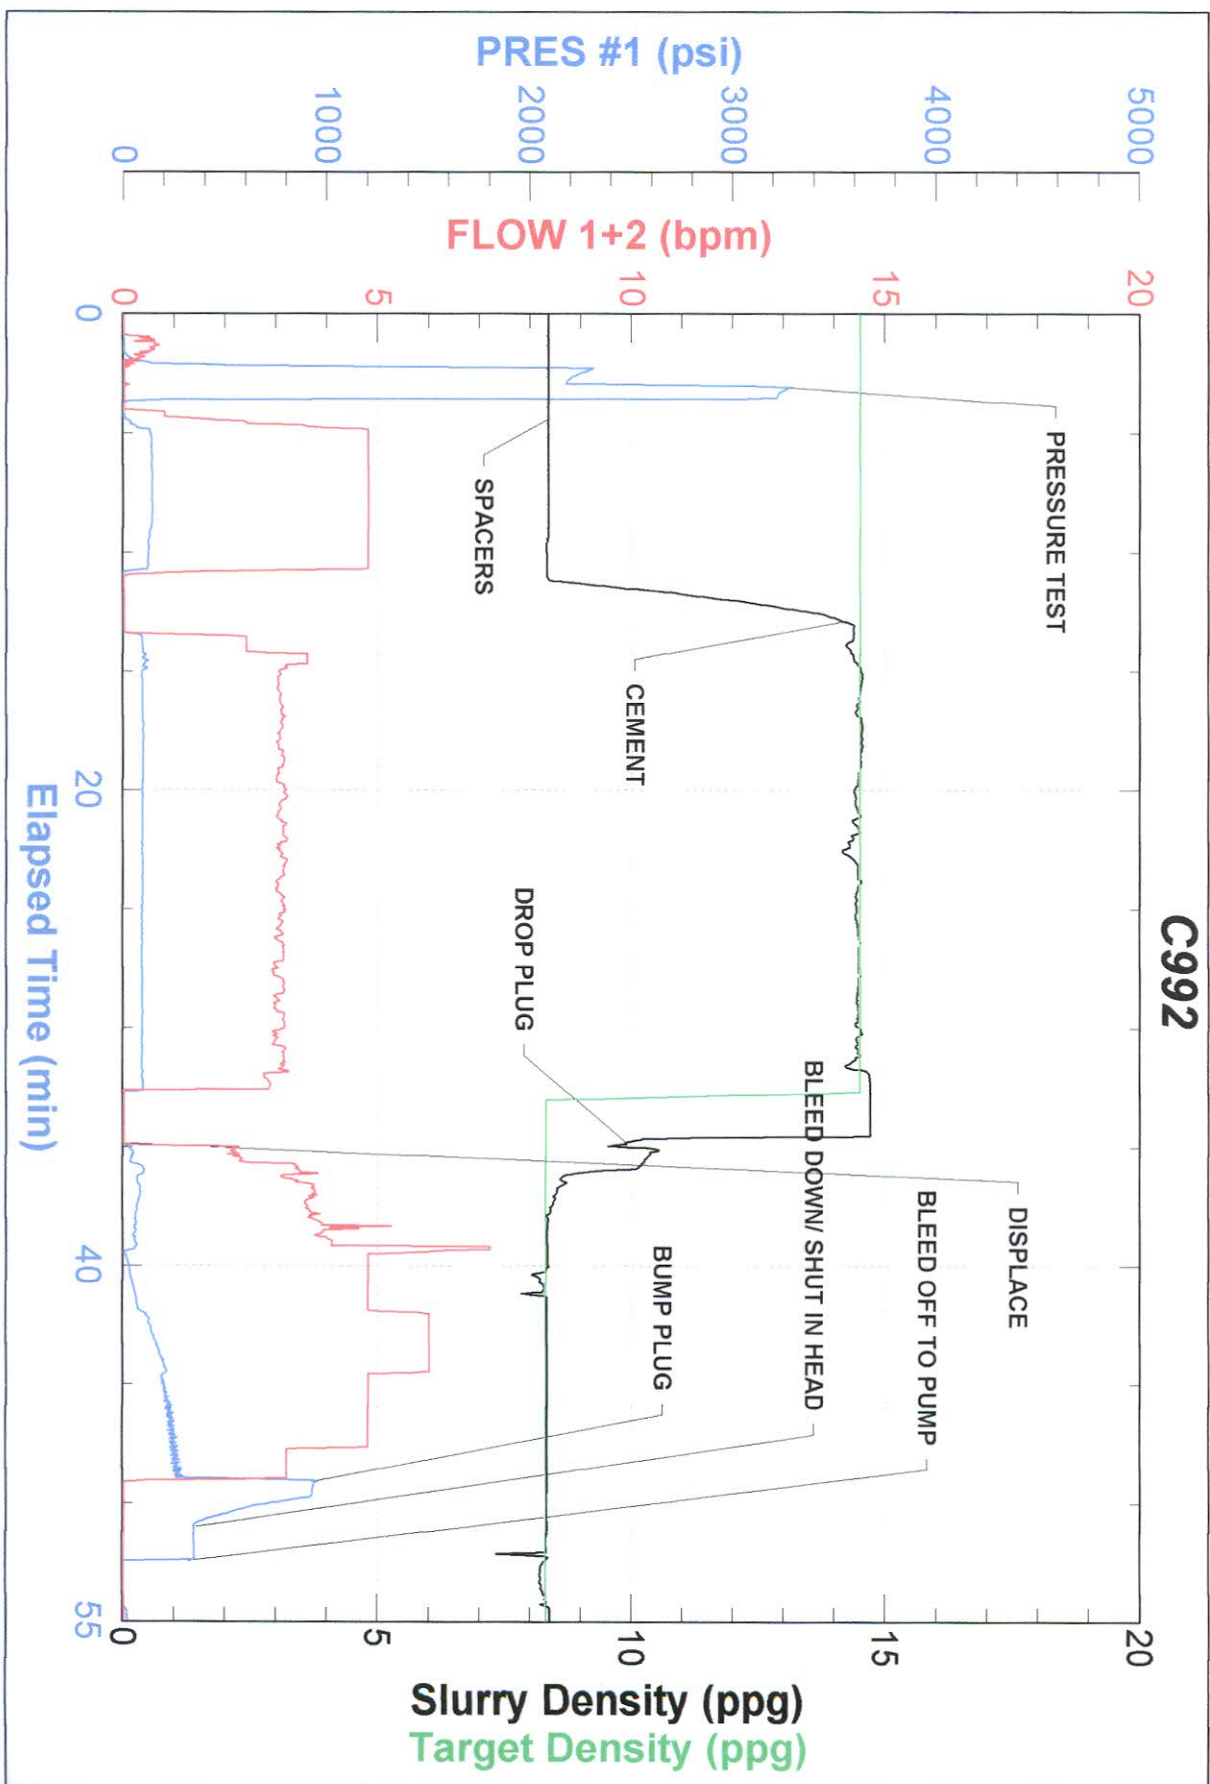 C992
PRES #1 (psi)
5000
4000
3000
2000
1000
0
FLOW 1+2 (bpm)
20
15
10
5
0
PRESSURE TEST
SPACERS
CEMENT
DROP PLUG
DISPLACE
BLEED DOWN/ SHUT IN HEAD
BLEED OFF TO PUMP
BUMP PLUG
20
15
10
5
0
Slurry Density (ppg)
Target Density (ppg)
0
20
40
55
Elapsed Time (min)